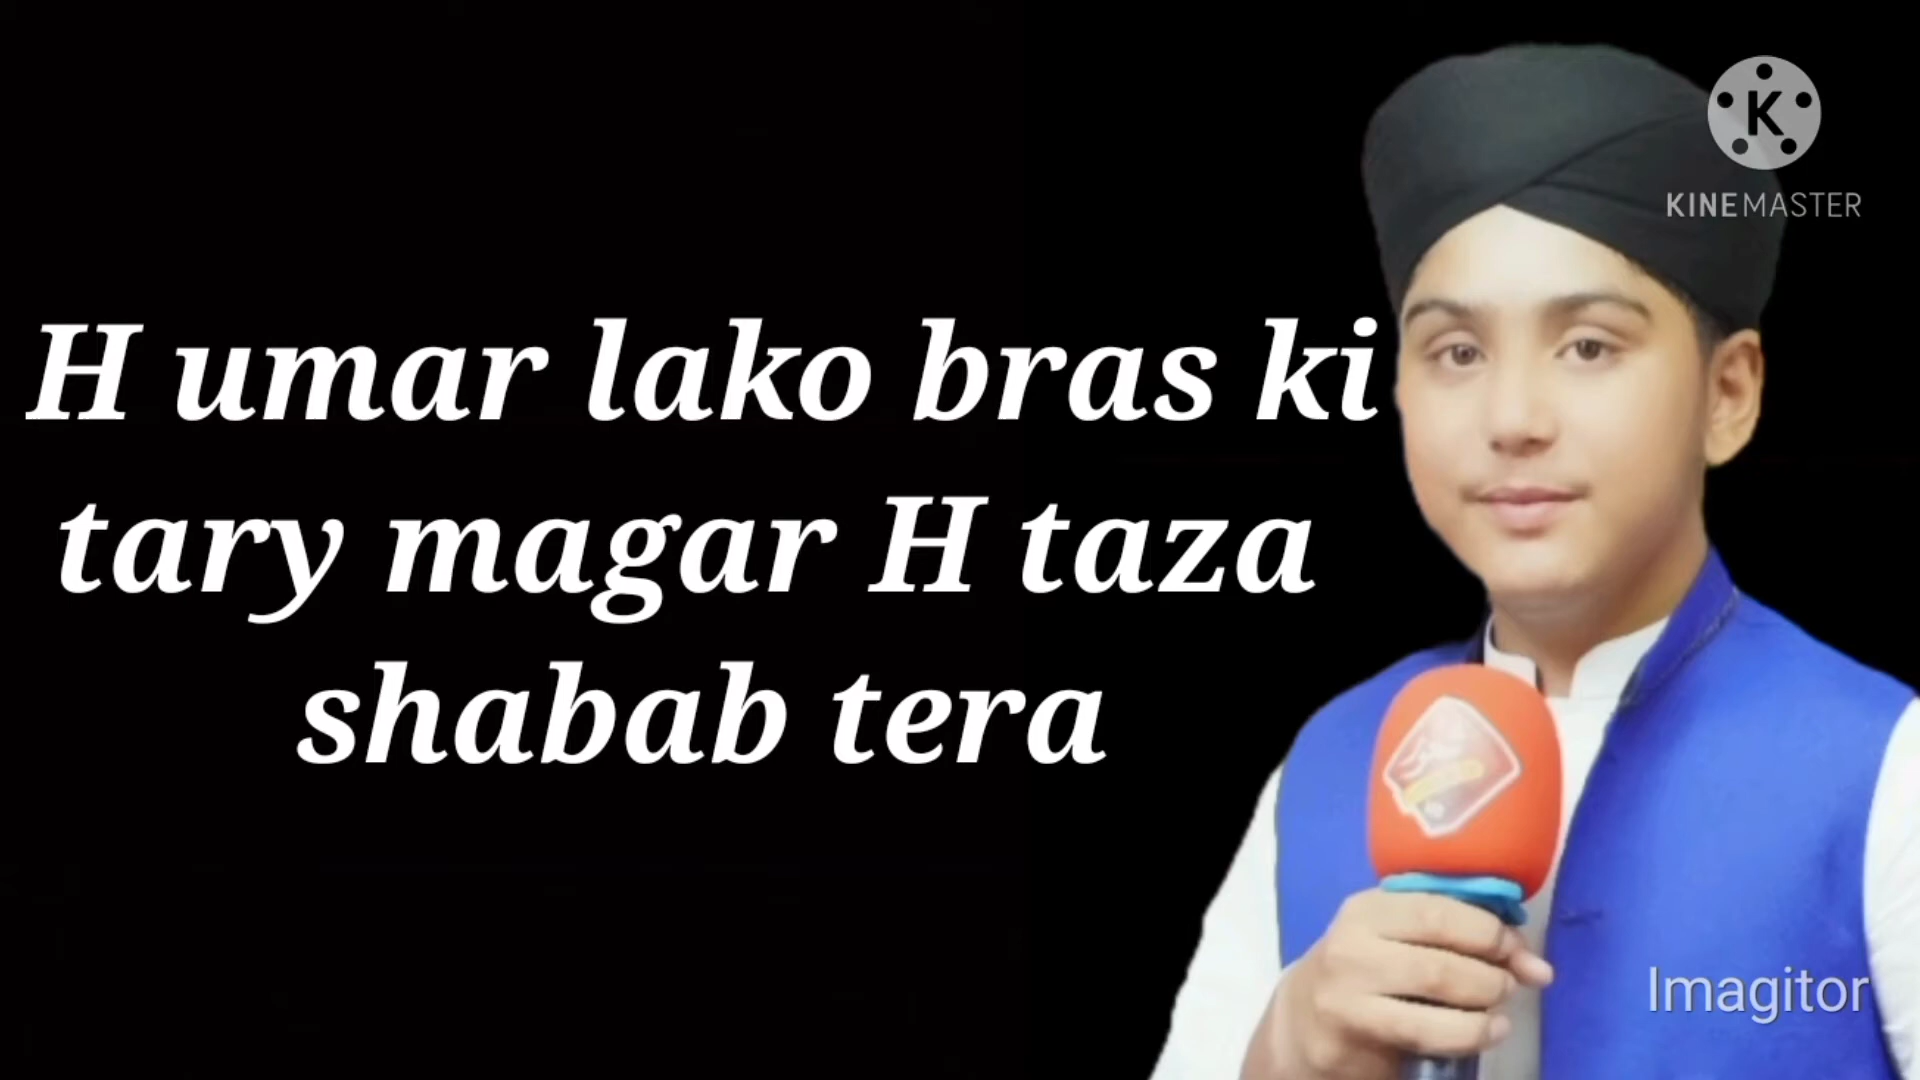 K
KINEMASTER
H umar lako bras ki
tary magar H taza
shabab tera
Imagitor